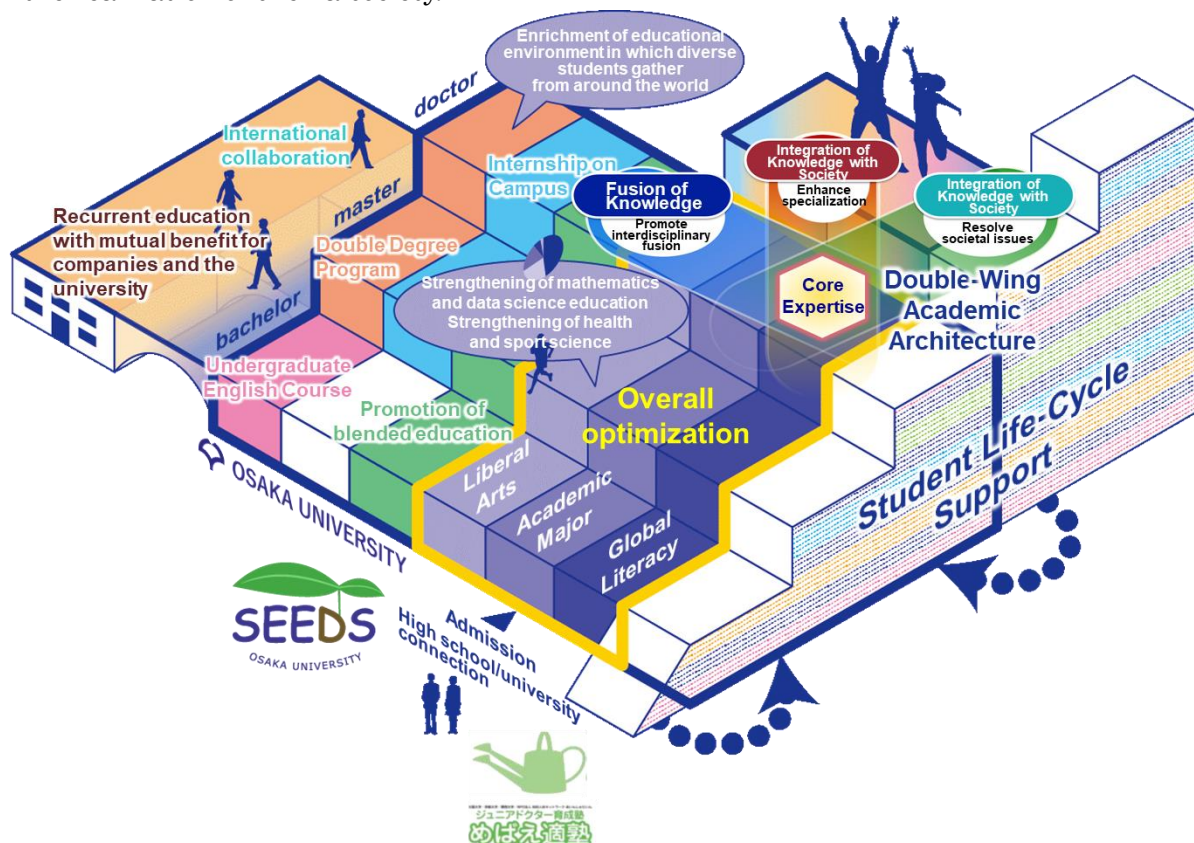 Enrichment of educational
environment in which diverse
students gather
from around the world
doctor
International
collaboration
Internship on
Campus
master
Recurrent education
with mutual benefit for
companies and the
university
Double Degree
Program
bachelor
Fusion of
Knowledge
Promote
interdisciplinary
fusion
Integration of
Knowledge with
Society
Enhance
specialization
Integration of
Knowledge with
Society
Resolve
societal issues
Core
Expertise
Double-Wing
Academic
Architecture
Strengthening of mathematics
and data science education
Strengthening of health
and sport science
Undergraduate
English Course
Promotion of
blended education
Overall
optimization
Liberal
Arts
Academic
Major
Global
Literacy
Student Life-Cycle
Support
OSAKA UNIVERSITY
SEEDS
OSAKA UNIVERSITY
Admission
High school/university
connection
ジュニアドクター育成塾
めばえ適塾